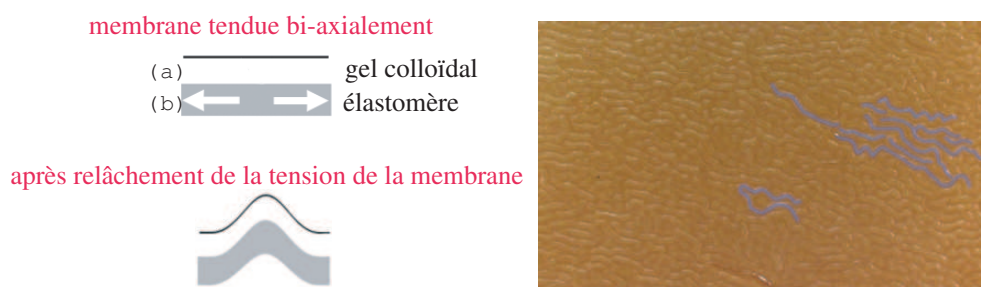 membrane tendue bi-axialement
(a) gel colloïdal
(b) élastomère
après relâchement de la tension de la membrane